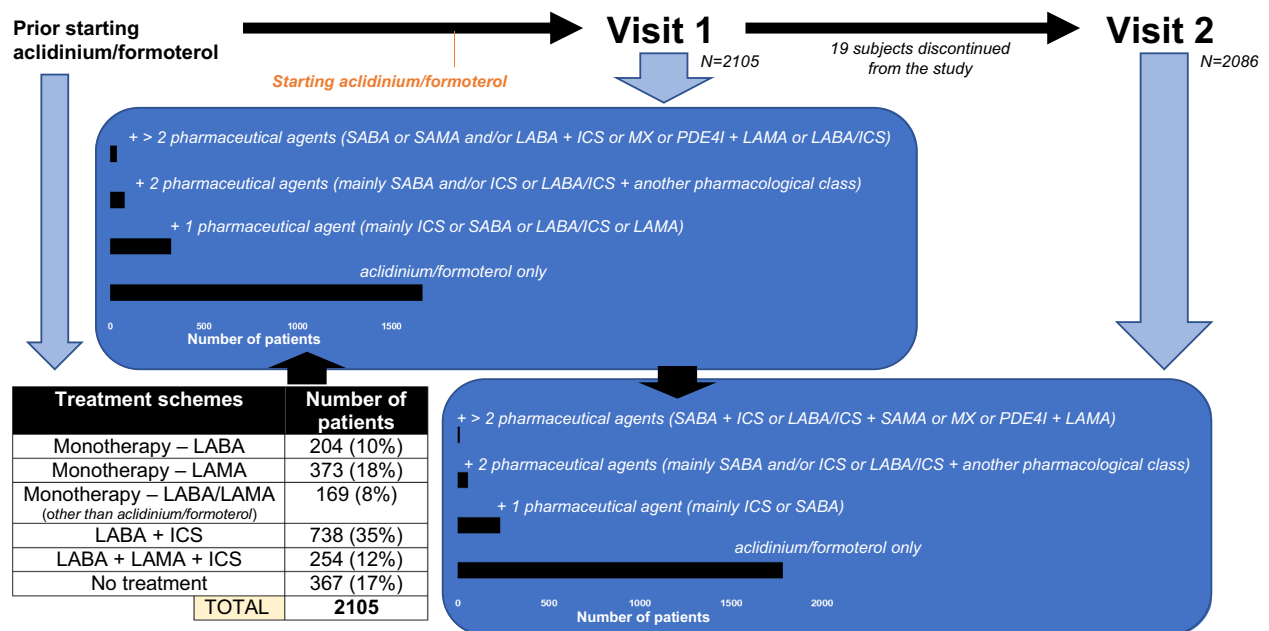 Prior starting
aclidinium/formoterol
Starting aclidinium/formoterol
Visit 1
N=2105
19 subjects discontinued
from the study
Visit 2
N=2086
+ > 2 pharmaceutical agents (SABA or SAMA and/or LABA + ICS or MX or PDE4I + LAMA or LABA/ICS)
+ 2 pharmaceutical agents (mainly SABA and/or ICS or LABA/ICS + another pharmacological class)
+ 1 pharmaceutical agent (mainly ICS or SABA or LABA/ICS or LAMA)
aclidinium/formoterol only
0 500 1000 1500
Number of patients
Treatment schemes Number of
patients
Monotherapy – LABA 204 (10%)
Monotherapy – LAMA 373 (18%)
Monotherapy – LABA/LAMA 169 (8%)
(other than aclidinium/formoterol)
LABA + ICS 738 (35%)
LABA + LAMA + ICS 254 (12%)
No treatment 367 (17%)
TOTAL 2105
+ > 2 pharmaceutical agents (SABA + ICS or LABA/ICS + SAMA or MX or PDE4I + LAMA)
+ 2 pharmaceutical agents (mainly SABA and/or ICS or LABA/ICS + another pharmacological class)
+ 1 pharmaceutical agent (mainly ICS or SABA)
aclidinium/formoterol only
0 500 1000 1500 2000
Number of patients